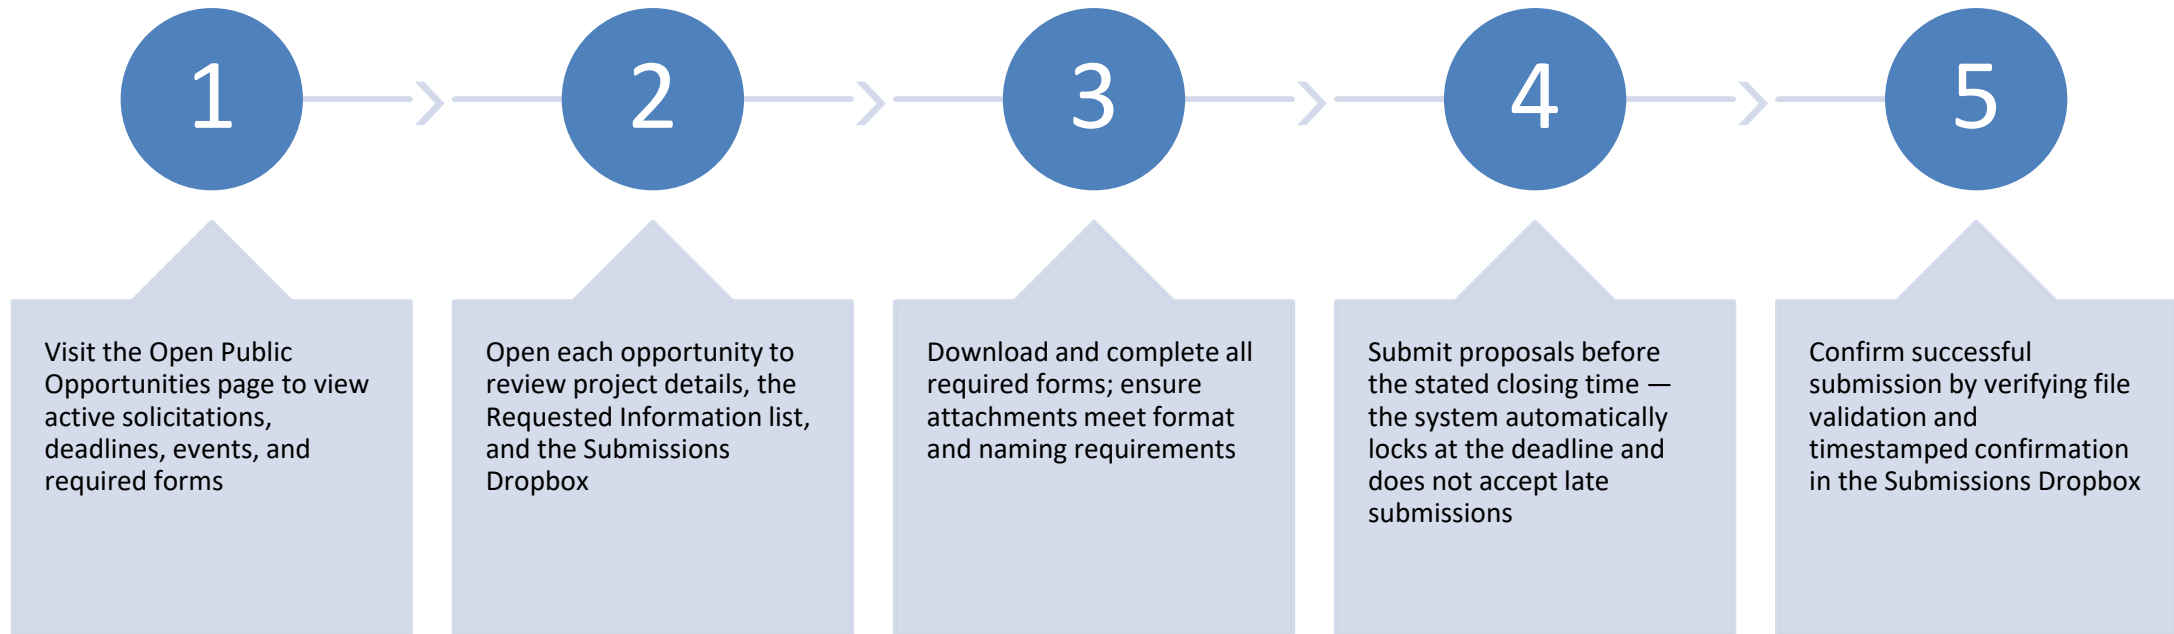 1
2
3
4
5
Visit the Open Public
Opportunities page to view
active solicitations,
deadlines, events, and
required forms
Open each opportunity to
review project details, the
Requested Information list,
and the Submissions
Dropbox
Download and complete all
required forms; ensure
attachments meet format
and naming requirements
Submit proposals before
the stated closing time —
the system automatically
locks at the deadline and
does not accept late
submissions
Confirm successful
submission by verifying file
validation and
timestamped confirmation
in the Submissions Dropbox